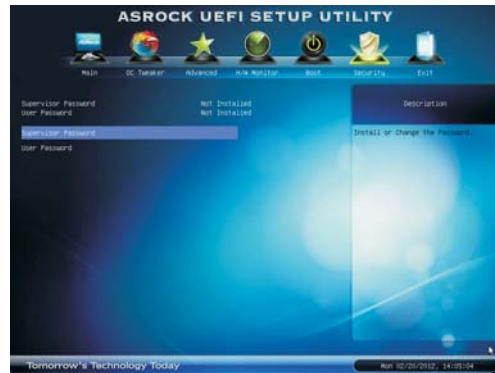 ASROCK UEFI SETUP UTILITY
Main OC Tweaker Advanced H/W Monitor Boot Security Exit
Supervisor Password Not Installed
User Password Not Installed
Supervisor Password
User Password
Description
Install or Change the Password.
Tomorrow's Technology Today
Mon 02/20/2012, 14:05:04